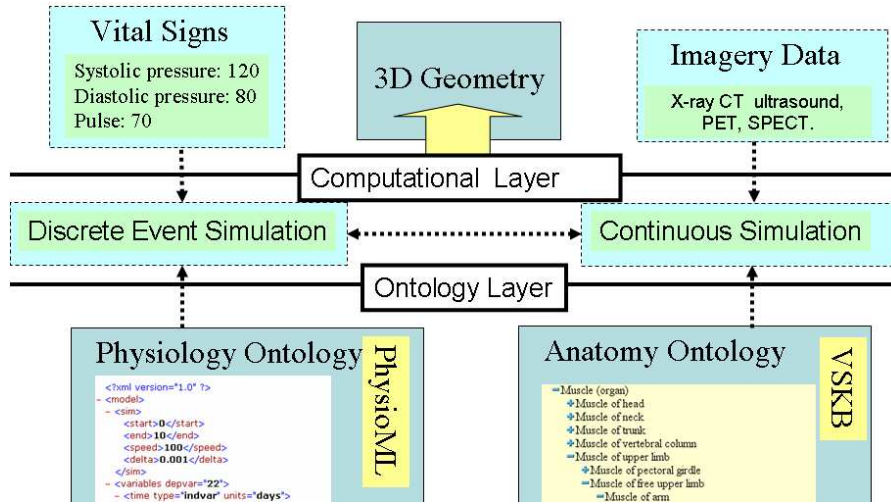 Vital Signs
Systolic pressure: 120
Diastolic pressure: 80
Pulse: 70
3D Geometry
Imagery Data
X-ray CT ultrasound,
PET, SPECT.
Computational Layer
Discrete Event Simulation
Continuous Simulation
Ontology Layer
Physiology Ontology
PhysioML
<?xml version="1.0" ?>
- <model>
- <sim>
<start>0</start>
<end>10</end>
<speed>100</speed>
<delta>0.001</delta>
</sim>
- <variables depvar="22">
- <time type="indvar" units="days">
Anatomy Ontology
VSKB
Muscle (organ)
Muscle of head
Muscle of neck
Muscle of trunk
Muscle of vertebral column
Muscle of upper limb
Muscle of pectoral girdle
Muscle of free upper limb
Muscle of arm